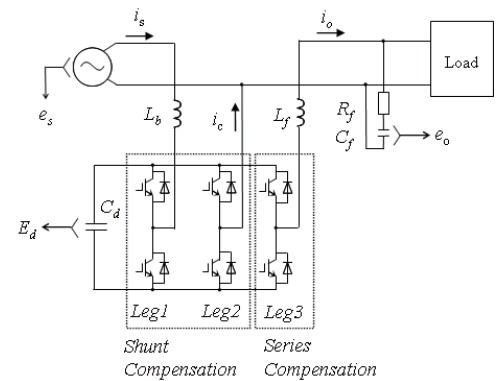 i_s
i_o
Load
e_s
L_b
i_c
L_f
R_f
C_f
e_o
C_d
E_d
Leg1 Leg2 Leg3
Shunt Compensation
Series Compensation